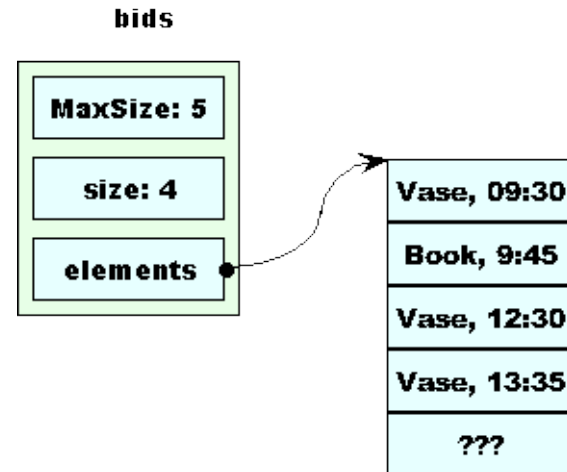 bids
MaxSize: 5
size: 4
elements
Vase, 09:30
Book, 9:45
Vase, 12:30
Vase, 13:35
???